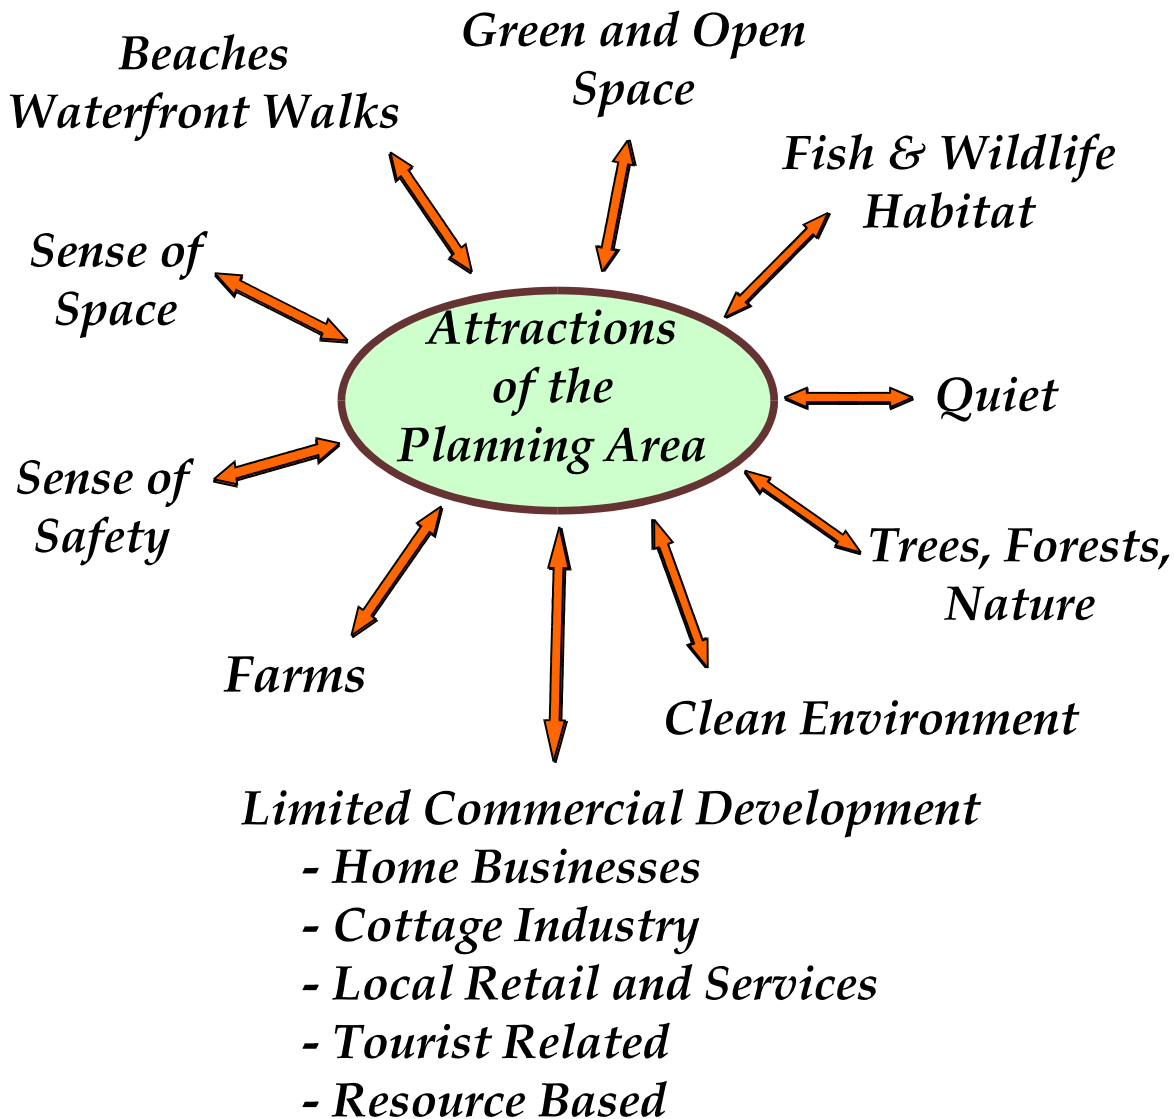 Green and Open
Space
Beaches
Waterfront Walks
Fish & Wildlife
Habitat
Sense of
Space
Attractions
of the
Planning Area
Quiet
Sense of
Safety
Trees, Forests,
Nature
Farms
Clean Environment
Limited Commercial Development
- Home Businesses
- Cottage Industry
- Local Retail and Services
- Tourist Related
- Resource Based